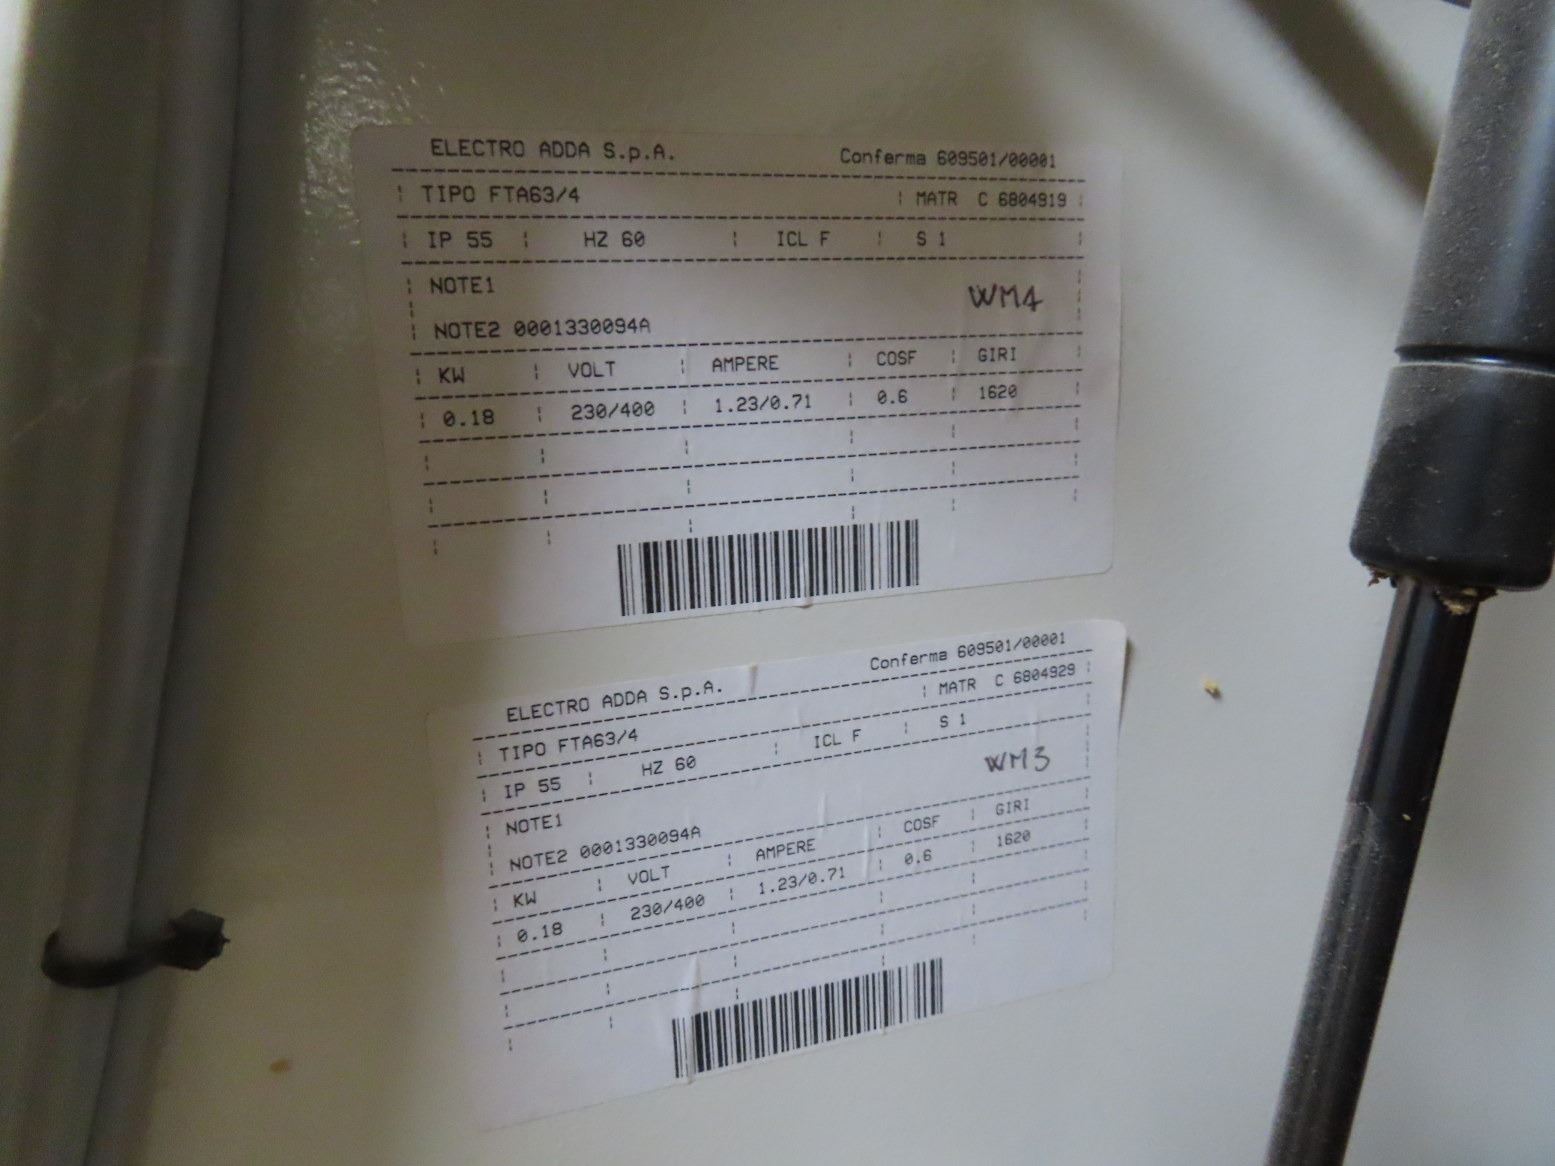 ELECTRO ADDA S.p.A. Conferma 609501/00001
TIPO FTA63/4 MATR C 6804919
IP 55 HZ 60 ICL F S 1
NOTE1 WM4
NOTE2 0001330094A
KW VOLT AMPERE COSF GIRI
0.18 230/400 1.23/0.71 0.6 1620
ELECTRO ADDA S.p.A. Conferma 609501/00001
TIPO FTA63/4 MATR C 6804929
IP 55 HZ 60 ICL F S 1
NOTE1 WM3
NOTE2 0001330094A
KW VOLT AMPERE COSF GIRI
0.18 230/400 1.23/0.71 0.6 1620